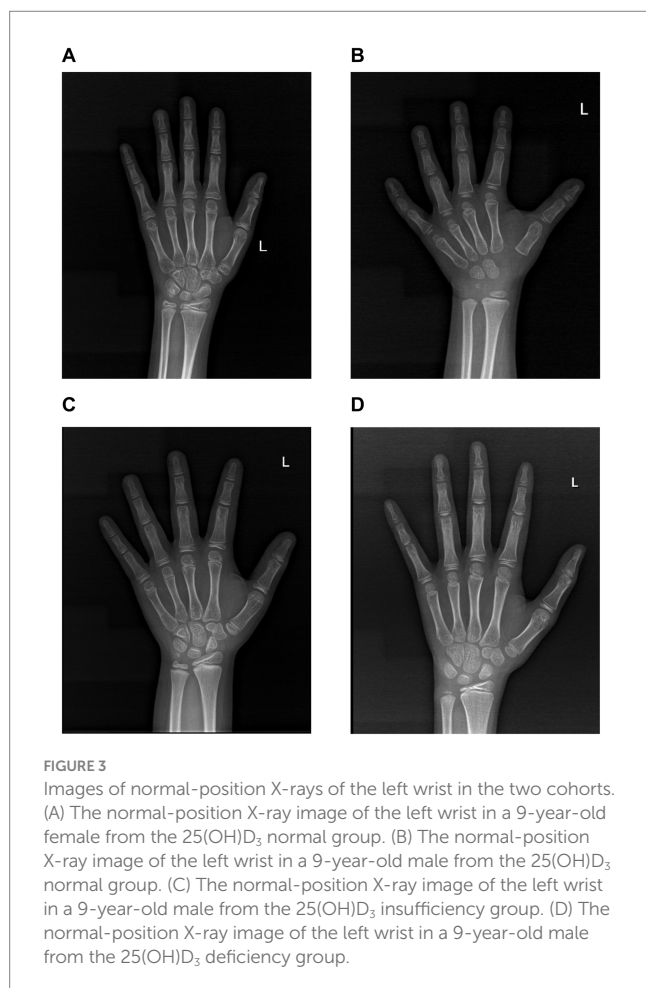 A
B
L
L
C
D
L
L
FIGURE 3
Images of normal-position X-rays of the left wrist in the two cohorts.
(A) The normal-position X-ray image of the left wrist in a 9-year-old
female from the 25(OH)D₃ normal group. (B) The normal-position
X-ray image of the left wrist in a 9-year-old male from the 25(OH)D₃
normal group. (C) The normal-position X-ray image of the left wrist
in a 9-year-old male from the 25(OH)D₃ insufficiency group. (D) The
normal-position X-ray image of the left wrist in a 9-year-old male
from the 25(OH)D₃ deficiency group.